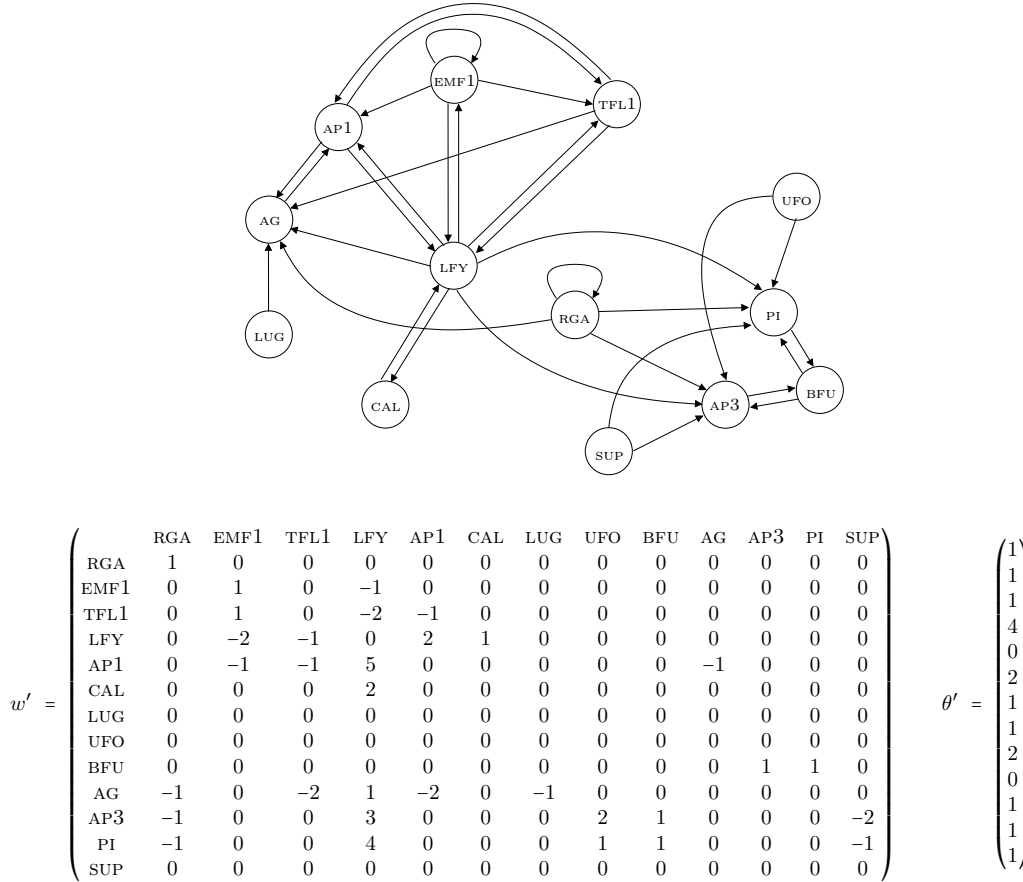 EMF1
TFL1
AP1
UFO
AG
LFY
RGA
PI
LUG
BFU
CAL
AP3
SUP
RGA EMF1 TFL1 LFY AP1 CAL LUG UFO BFU AG AP3 PI SUP
RGA 1 0 0 0 0 0 0 0 0 0 0 0 0
EMF1 0 1 0 −1 0 0 0 0 0 0 0 0 0
TFL1 0 1 0 −2 −1 0 0 0 0 0 0 0 0
LFY 0 −2 −1 0 2 1 0 0 0 0 0 0 0
AP1 0 −1 −1 5 0 0 0 0 0 −1 0 0 0
CAL 0 0 0 2 0 0 0 0 0 0 0 0 0
w′ = LUG 0 0 0 0 0 0 0 0 0 0 0 0 0
UFO 0 0 0 0 0 0 0 0 0 0 0 0 0
BFU 0 0 0 0 0 0 0 0 0 0 1 1 0
AG −1 0 −2 1 −2 0 −1 0 0 0 0 0 0
AP3 −1 0 0 3 0 0 0 2 1 0 0 0 −2
PI −1 0 0 4 0 0 0 1 1 0 0 0 −1
SUP 0 0 0 0 0 0 0 0 0 0 0 0 0
θ′ =
1
1
1
4
0
2
1
1
2
0
1
1
1